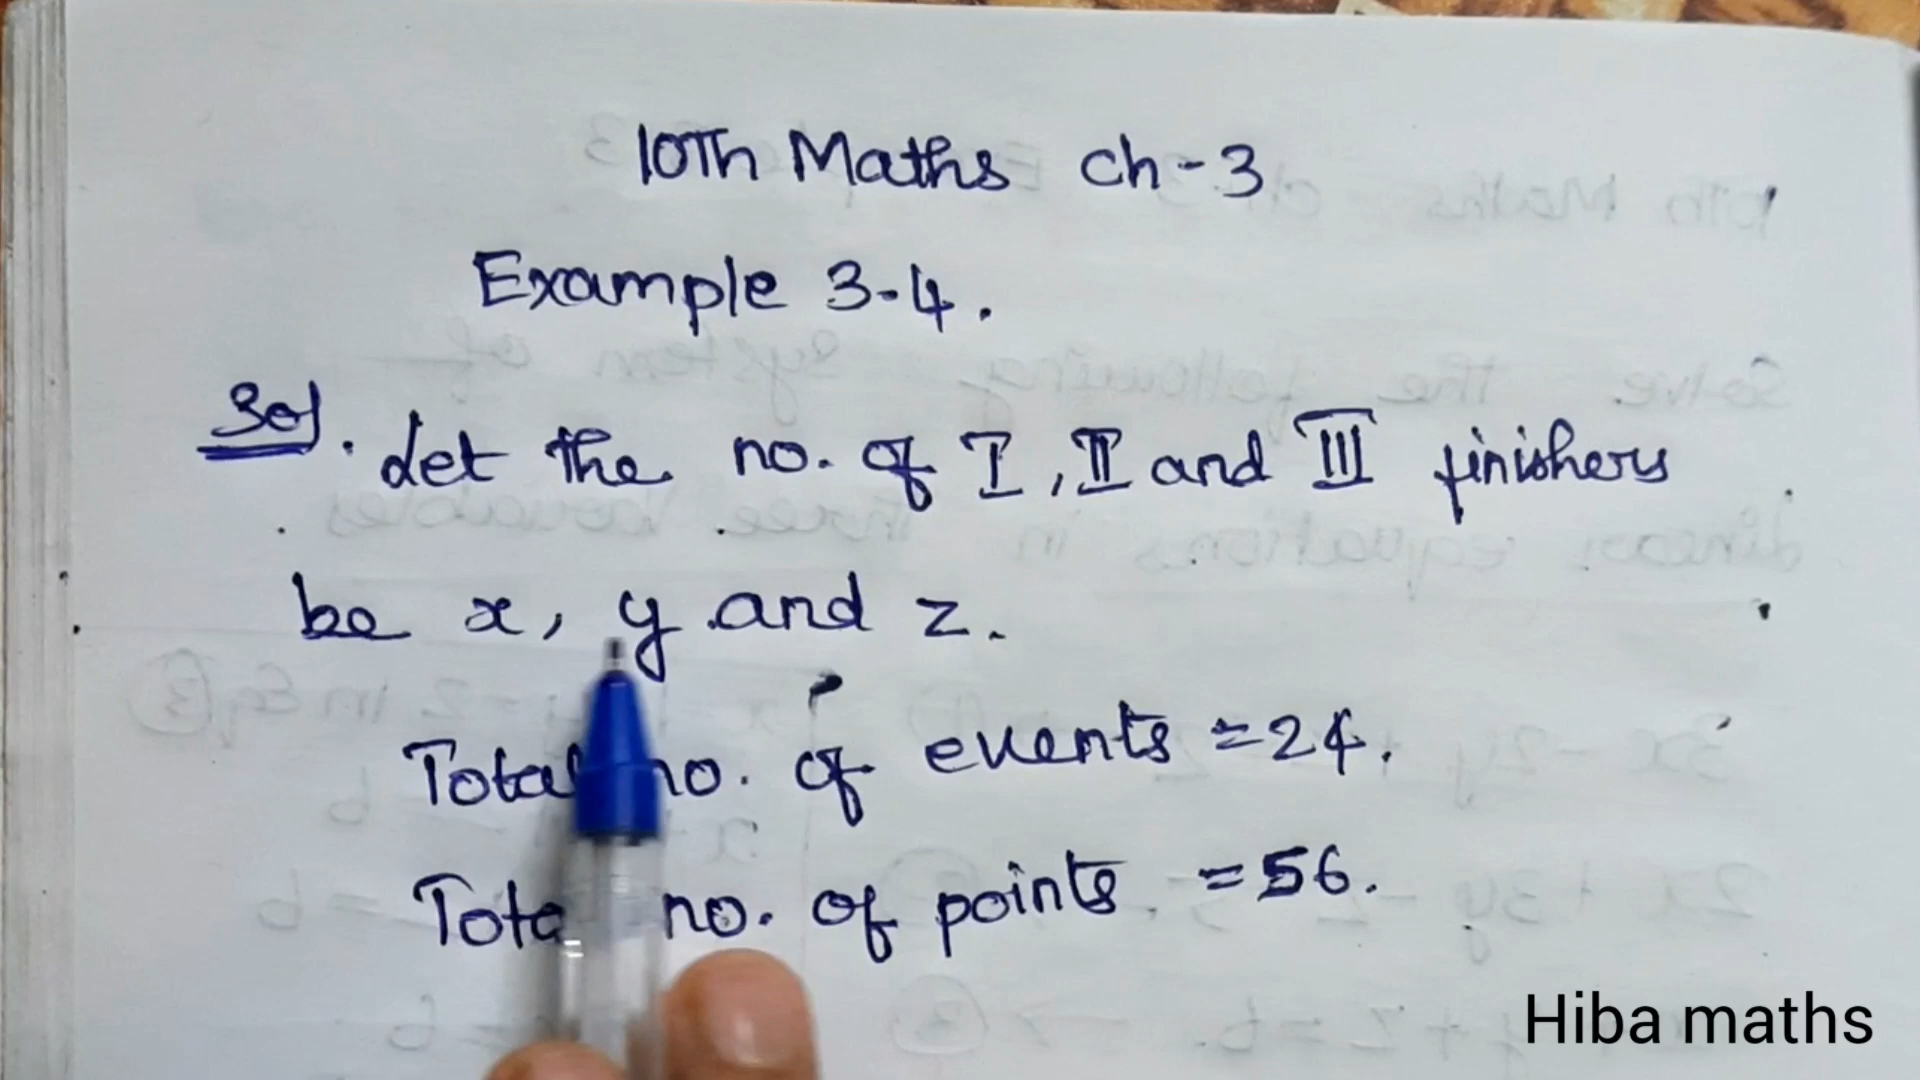 10Th Maths Ch-3
Example 3.4.
Sol. Let the no. of I, II and III finishers
be x, y and z.
Total no. of events = 24.
Total no. of points = 56.
Hiba maths